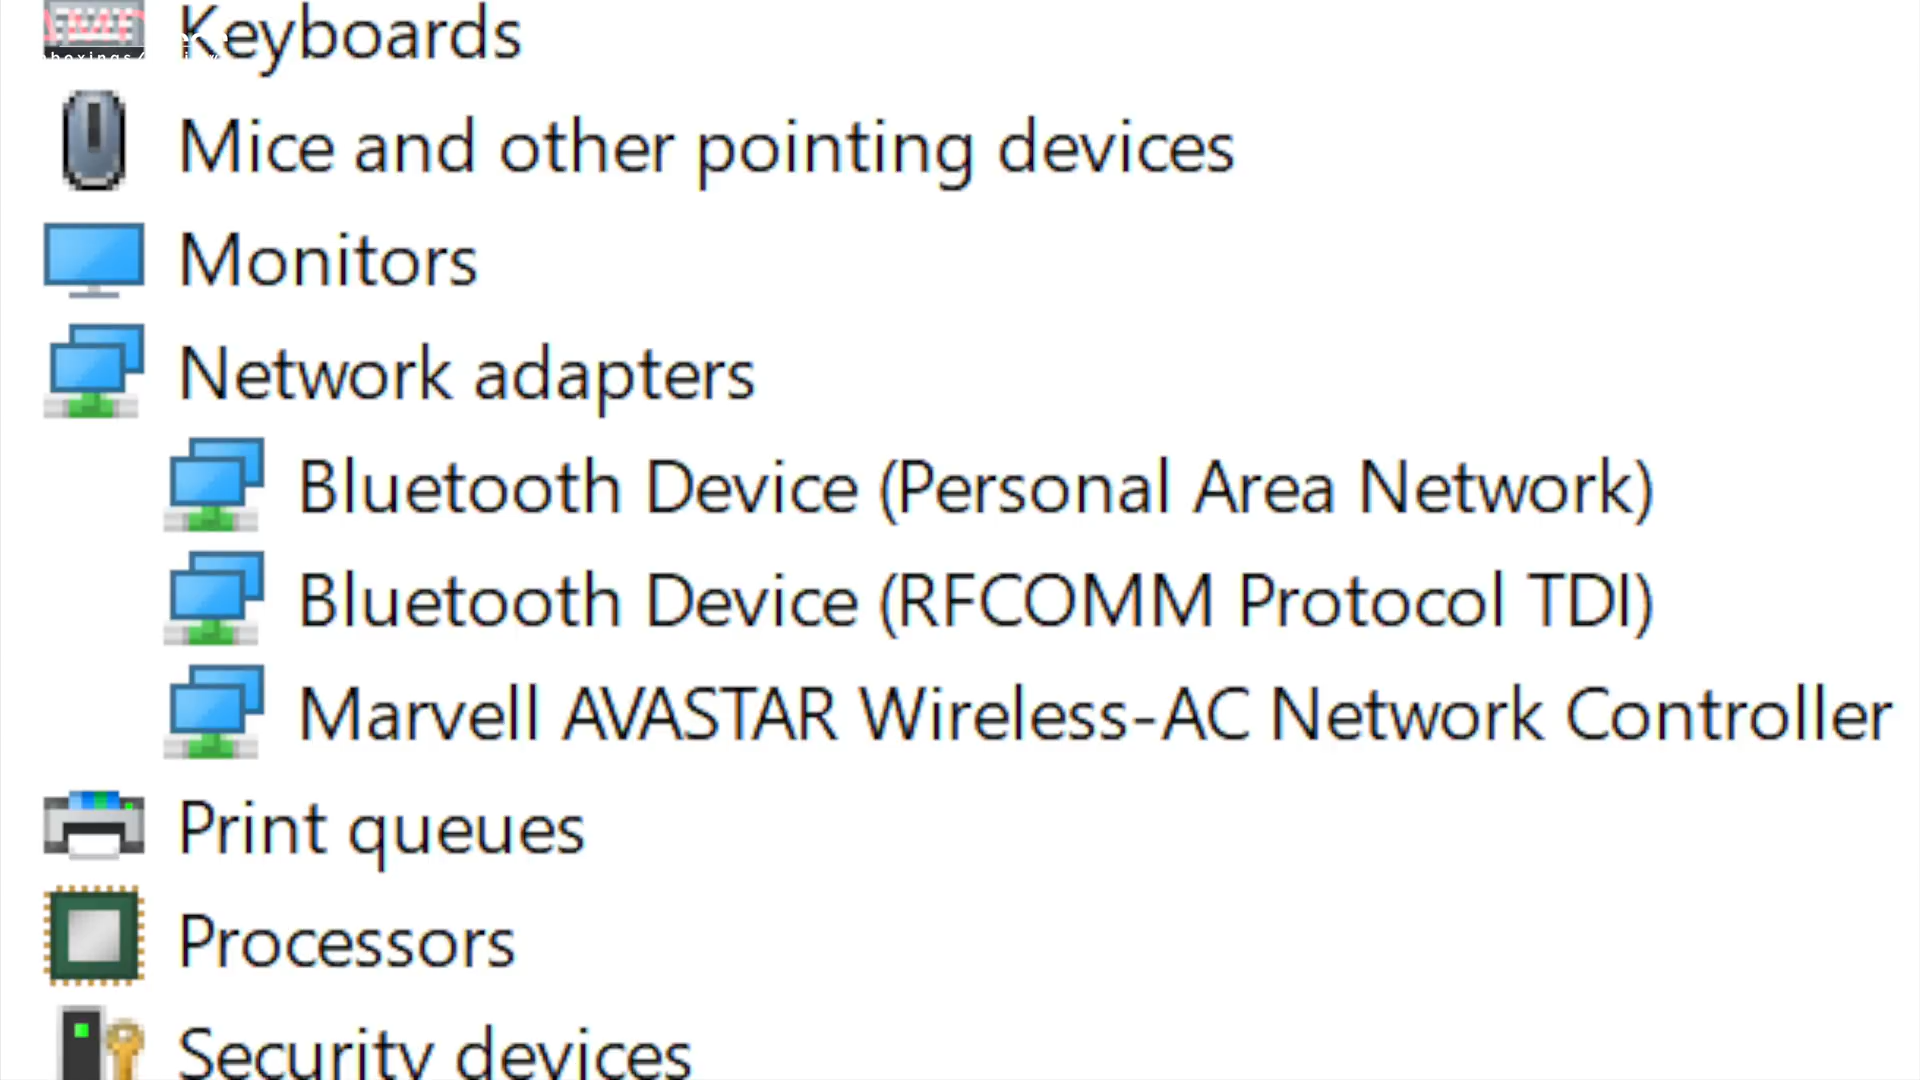 Keyboards
Mice and other pointing devices
Monitors
Network adapters
Bluetooth Device (Personal Area Network)
Bluetooth Device (RFCOMM Protocol TDI)
Marvell AVASTAR Wireless-AC Network Controller
Print queues
Processors
Security devices